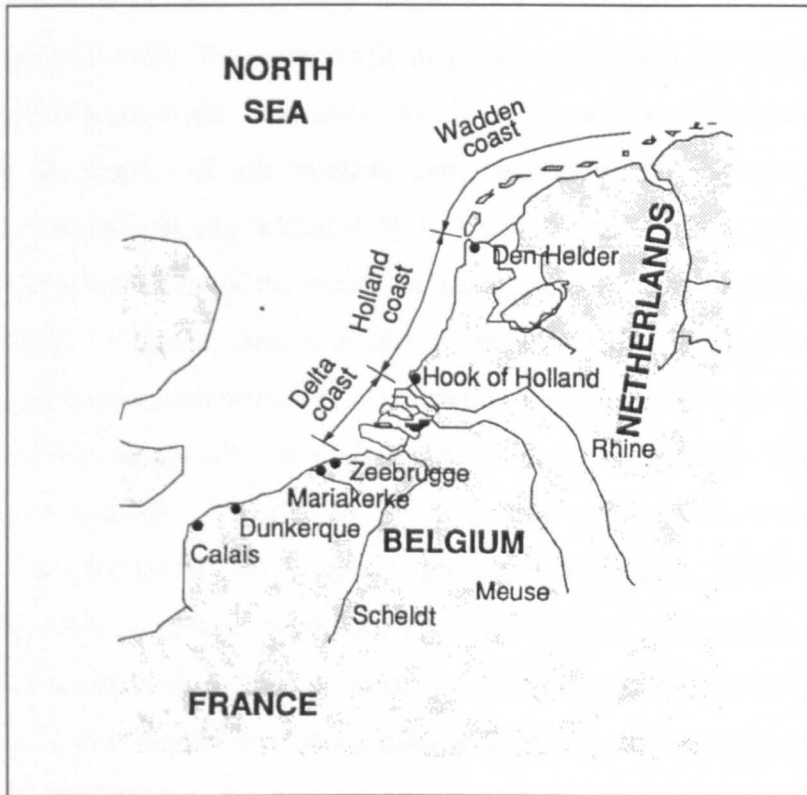 NORTH
SEA
Wadden
coast
Den Helder
Holland
coast
NETHERLANDS
Hook of Holland
Delta
coast
Rhine
Zeebrugge
Mariakerke
Dunkerque
BELGIUM
Calais
Meuse
Scheldt
FRANCE